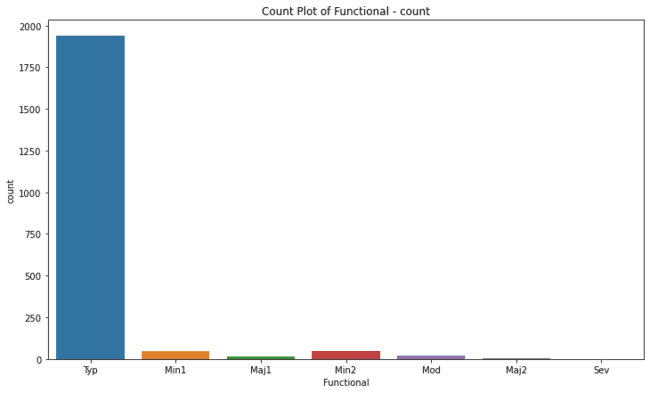 Count Plot of Functional - count
2000
1750
1500
1250
1000
750
500
250
0
count
Typ Min1 Maj1 Min2 Mod Maj2 Sev
Functional